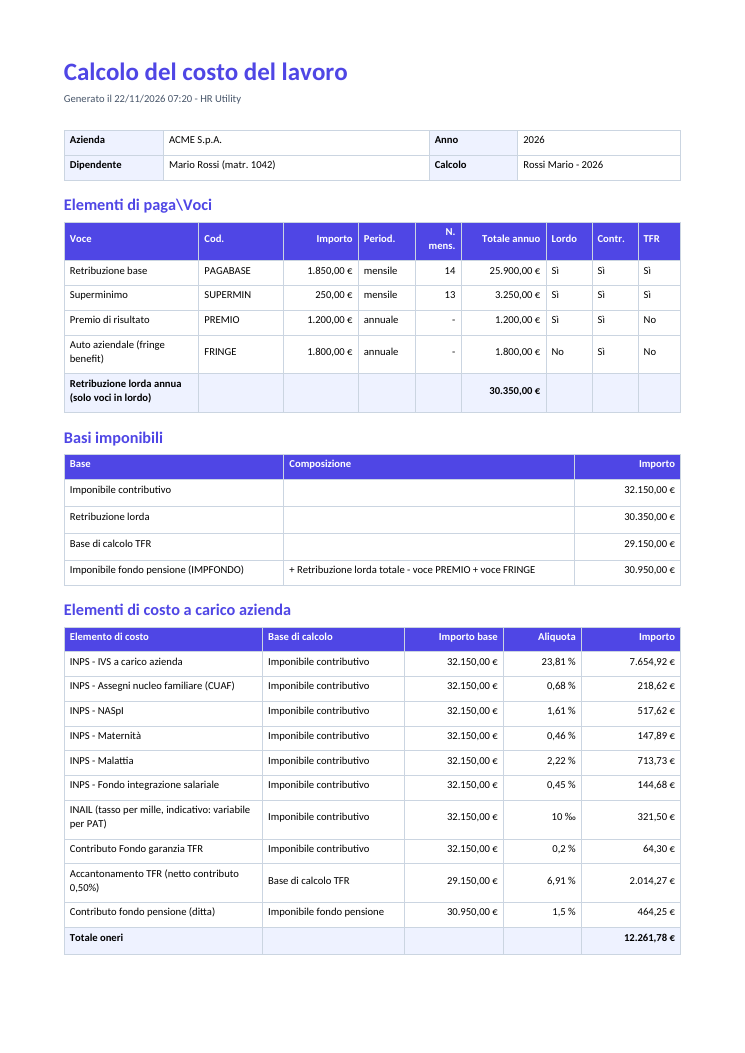 Calcolo del costo del lavoro
Generato il 22/11/2026 07:20 - HR Utility
Azienda ACME S.p.A. Anno 2026
Dipendente Mario Rossi (matr. 1042) Calcolo Rossi Mario - 2026
Elementi di paga\Voci
Voce Cod. Importo Period. N. mens. Totale annuo Lordo Contr. TFR
Retribuzione base PAGABASE 1.850,00 € mensile 14 25.900,00 € Sì Sì Sì
Superminimo SUPERMIN 250,00 € mensile 13 3.250,00 € Sì Sì Sì
Premio di risultato PREMIO 1.200,00 € annuale - 1.200,00 € Sì Sì No
Auto aziendale (fringe benefit) FRINGE 1.800,00 € annuale - 1.800,00 € No Sì No
Retribuzione lorda annua (solo voci in lordo) 30.350,00 €
Basi imponibili
Base Composizione Importo
Imponibile contributivo 32.150,00 €
Retribuzione lorda 30.350,00 €
Base di calcolo TFR 29.150,00 €
Imponibile fondo pensione (IMPFONDO) + Retribuzione lorda totale - voce PREMIO + voce FRINGE 30.950,00 €
Elementi di costo a carico azienda
Elemento di costo Base di calcolo Importo base Aliquota Importo
INPS - IVS a carico azienda Imponibile contributivo 32.150,00 € 23,81 % 7.654,92 €
INPS - Assegni nucleo familiare (CUAF) Imponibile contributivo 32.150,00 € 0,68 % 218,62 €
INPS - NASpI Imponibile contributivo 32.150,00 € 1,61 % 517,62 €
INPS - Maternità Imponibile contributivo 32.150,00 € 0,46 % 147,89 €
INPS - Malattia Imponibile contributivo 32.150,00 € 2,22 % 713,73 €
INPS - Fondo integrazione salariale Imponibile contributivo 32.150,00 € 0,45 % 144,68 €
INAIL (tasso per mille, indicativo: variabile per PAT) Imponibile contributivo 32.150,00 € 10 ‰ 321,50 €
Contributo Fondo garanzia TFR Imponibile contributivo 32.150,00 € 0,2 % 64,30 €
Accantonamento TFR (netto contributo 0,50%) Base di calcolo TFR 29.150,00 € 6,91 % 2.014,27 €
Contributo fondo pensione (ditta) Imponibile fondo pensione 30.950,00 € 1,5 % 464,25 €
Totale oneri 12.261,78 €